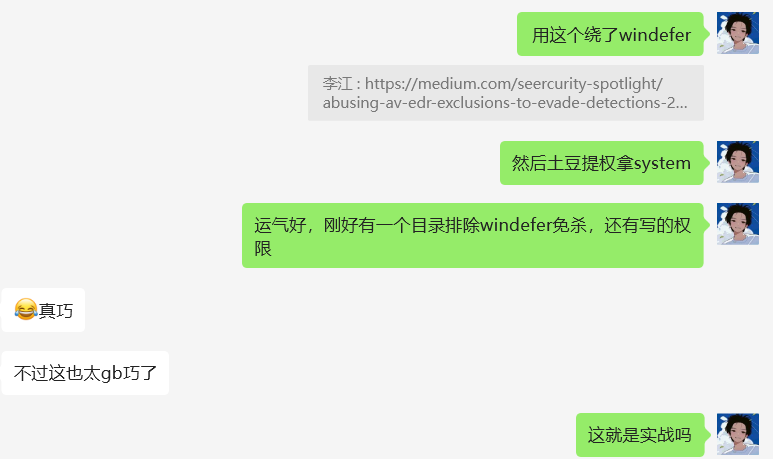 用这个绕了windefer
李江 : https://medium.com/seercurity-spotlight/
abusing-av-edr-exclusions-to-evade-detections-2...
然后土豆提权拿system
运气好，刚好有一个目录排除windefer免杀，还有写的权
限
😂真巧
不过这也太gb巧了
这就是实战吗